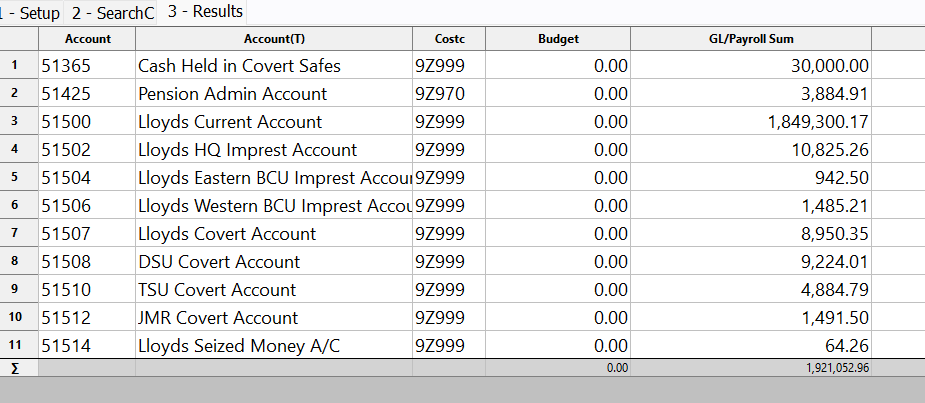 1 - Setup 2 - SearchC 3 - Results
Account Account(T) Costc Budget GL/Payroll Sum
1 51365 Cash Held in Covert Safes 9Z999 0.00 30,000.00
2 51425 Pension Admin Account 9Z970 0.00 3,884.91
3 51500 Lloyds Current Account 9Z999 0.00 1,849,300.17
4 51502 Lloyds HQ Imprest Account 9Z999 0.00 10,825.26
5 51504 Lloyds Eastern BCU Imprest Accou 9Z999 0.00 942.50
6 51506 Lloyds Western BCU Imprest Accou 9Z999 0.00 1,485.21
7 51507 Lloyds Covert Account 9Z999 0.00 8,950.35
8 51508 DSU Covert Account 9Z999 0.00 9,224.01
9 51510 TSU Covert Account 9Z999 0.00 4,884.79
10 51512 JMR Covert Account 9Z999 0.00 1,491.50
11 51514 Lloyds Seized Money A/C 9Z999 0.00 64.26
Σ 0.00 1,921,052.96